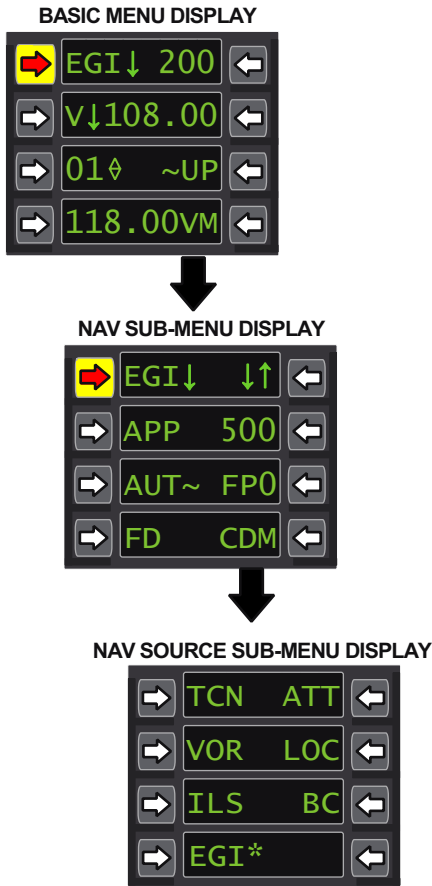 BASIC MENU DISPLAY
EGI↓ 200
V↓108.00
01⬨ ~UP
118.00VM
NAV SUB-MENU DISPLAY
EGI↓ ↓↑
APP 500
AUT~ FP0
FD CDM
NAV SOURCE SUB-MENU DISPLAY
TCN ATT
VOR LOC
ILS BC
EGI*